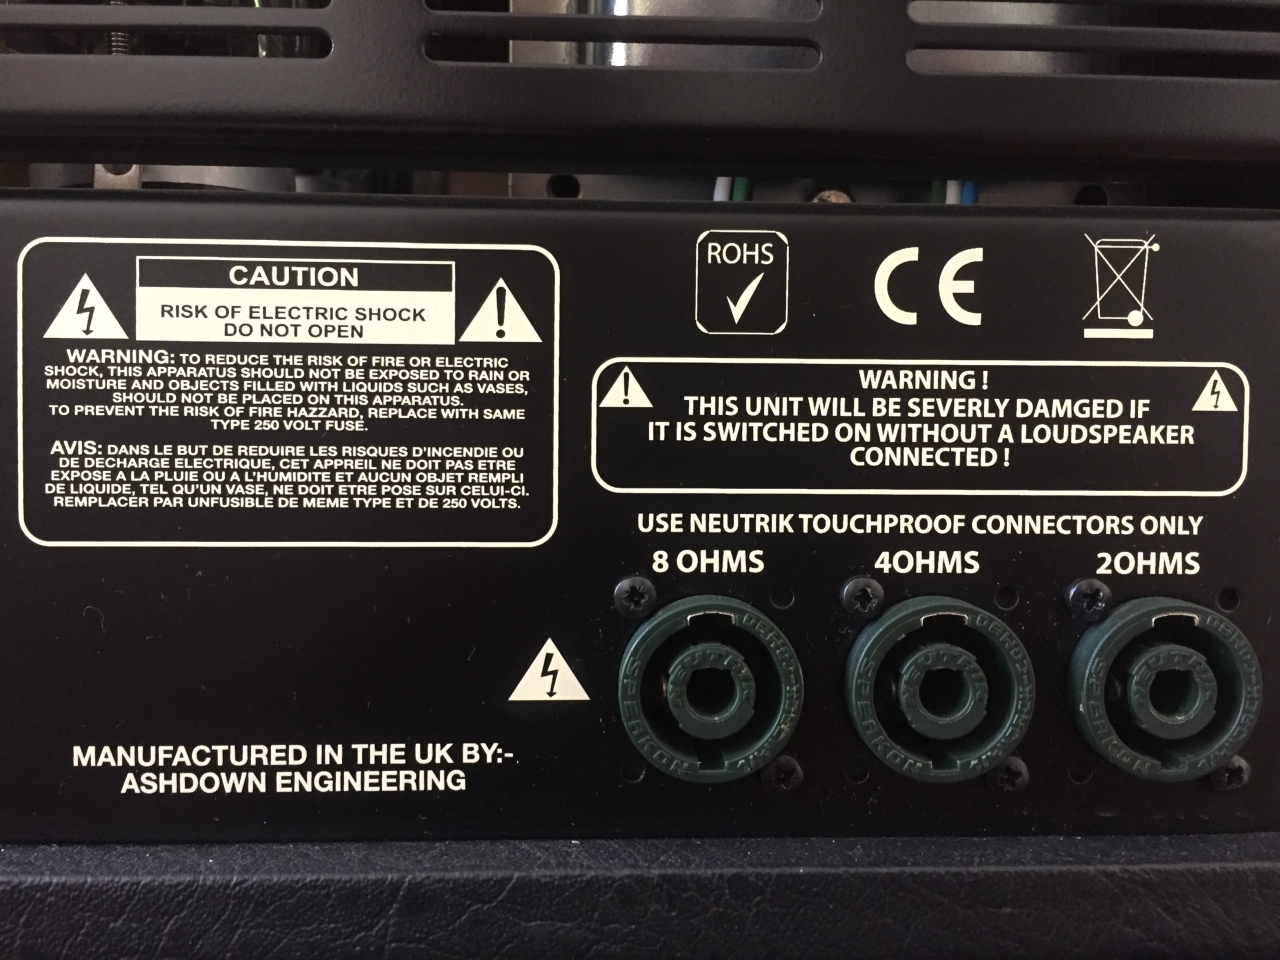 CAUTION
RISK OF ELECTRIC SHOCK
DO NOT OPEN
WARNING: TO REDUCE THE RISK OF FIRE OR ELECTRIC
SHOCK, THIS APPARATUS SHOULD NOT BE EXPOSED TO RAIN OR
MOISTURE AND OBJECTS FILLED WITH LIQUIDS SUCH AS VASES,
SHOULD NOT BE PLACED ON THIS APPARATUS.
TO PREVENT THE RISK OF FIRE HAZZARD, REPLACE WITH SAME
TYPE 250 VOLT FUSE.
AVIS: DANS LE BUT DE REDUIRE LES RISQUES D'INCENDIE OU
DE DECHARGE ELECTRIQUE, CET APPREIL NE DOIT PAS ETRE
EXPOSE A LA PLUIE OU A L'HUMIDITE ET AUCUN OBJET REMPLI
DE LIQUIDE, TEL QU'UN VASE, NE DOIT ETRE POSE SUR CELUI-CI.
REMPLACER PAR UNFUSIBLE DE MEME TYPE ET DE 250 VOLTS.
ROHS
CE
WARNING !
THIS UNIT WILL BE SEVERLY DAMGED IF
IT IS SWITCHED ON WITHOUT A LOUDSPEAKER
CONNECTED !
USE NEUTRIK TOUCHPROOF CONNECTORS ONLY
8 OHMS 4OHMS 2OHMS
NEUTRIK
SPEAKON
NEUTRIK
SPEAKON
NEUTRIK
SPEAKON
MANUFACTURED IN THE UK BY:-
ASHDOWN ENGINEERING